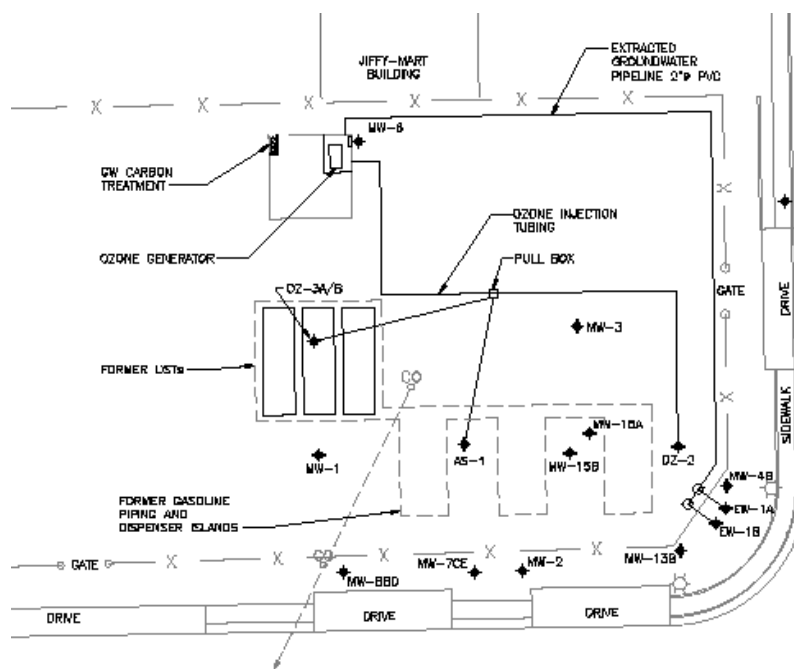 JIFFY-MART
BUILDING
EXTRACTED
GROUNDWATER
PIPELINE 2"ø PVC
X X X X X X
MW-6
GW CARBON
TREATMENT
X
OZONE INJECTION
TUBING
OZONE GENERATOR
PULL BOX
OZ-3A/B
GATE
DRIVE
MW-3
FORMER USTs
CO
X
SIDEWALK
MW-16A
MW-1
AS-1
MW-15B
OZ-2
MW-4B
FORMER GASOLINE
PIPING AND
DISPENSER ISLANDS
EW-1A
EW-1B
CO
GATE
X X X X X
MW-13B
MW-7CE
MW-2
MW-88D
DRIVE
DRIVE
DRIVE